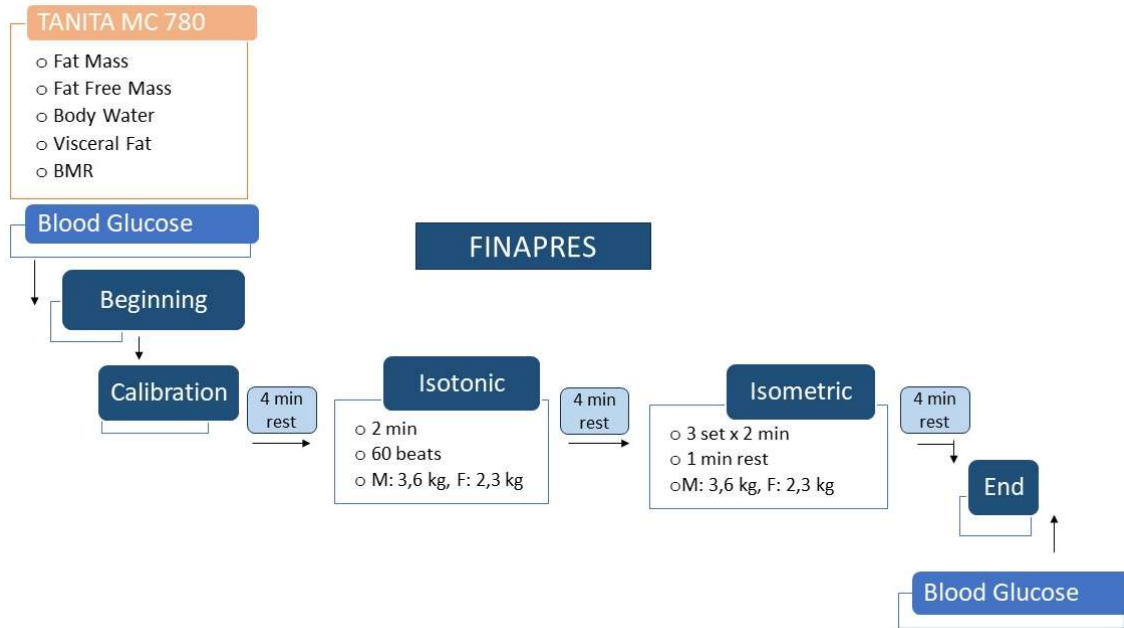 TANITA MC 780
o Fat Mass
o Fat Free Mass
o Body Water
o Visceral Fat
o BMR
Blood Glucose
FINAPRES
Beginning
Calibration
4 min
rest
Isotonic
o 2 min
o 60 beats
o M: 3,6 kg, F: 2,3 kg
4 min
rest
Isometric
o 3 set x 2 min
o 1 min rest
oM: 3,6 kg, F: 2,3 kg
4 min
rest
End
Blood Glucose